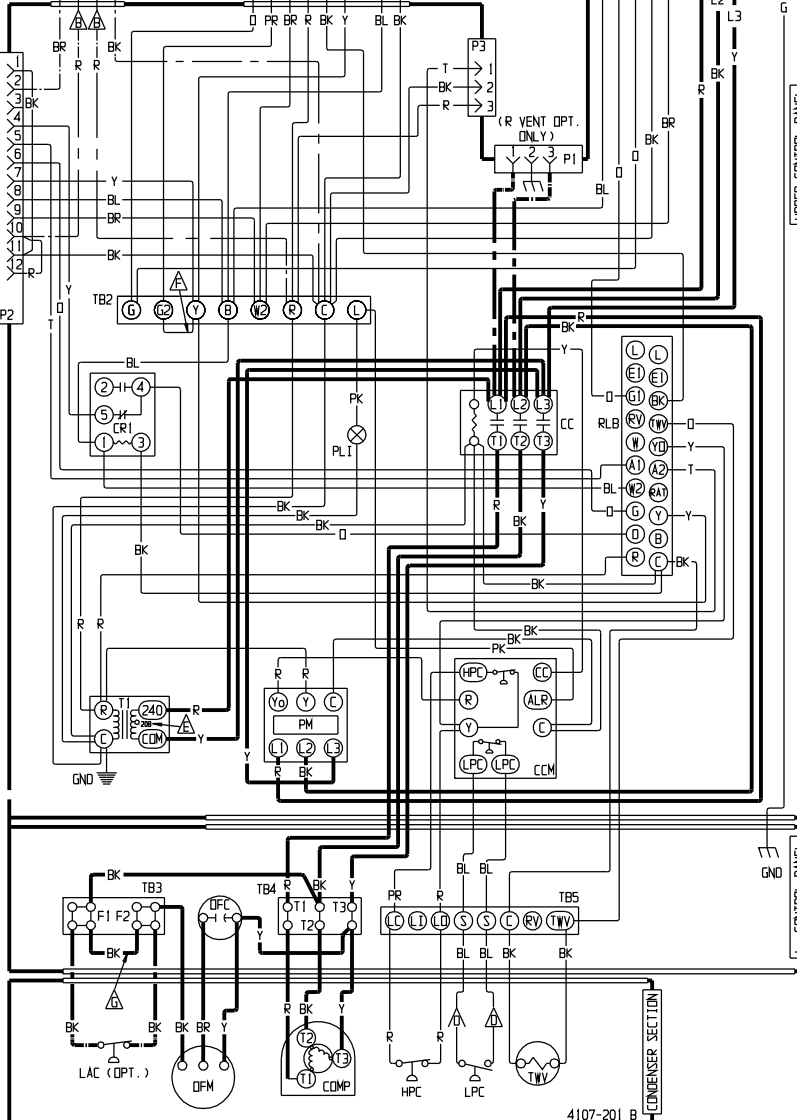 L2
G
L3
O PR BR R BK Y BL BK
B B
BR R R BK
P3
Y
T 1
BK 2
R 3
BK
R
BK
BR
(R VENT OPT.
ONLY)
1 2 3 P1
1
2
3
4
5
6
7
8
9
10
1
2
BK
R
P2
Y
BL
BR
BK
Y
O
T
BL
O
O
BK
F
TB2
G G2 Y B W2 R C L
R
BK
BL
2 4
5
CR1
1 3
PK
PLI
Y
L1 L2 L3
CC
T1 T2 T3
R BK Y
RLB
L L
E1 E1
O G1 BK
RV TWV O
W YO Y
A1 A2 T
BL W2 RAT
O G Y Y
O B
R C BK
BK
BK
BK
O
BK
BK
R R
BK
BK
PK
R R
T1
R 240 R
208
E
C COM Y
GND
Yo Y C
PM
L1 L2 L3
Y R BK
HPC CC
R ALR
Y C
LPC LPC
CCM
GND
BK
TB3
F1 F2
BK
G
BK BK
LAC (OPT.)
OFC
Y
BK BR Y
OFM
TB4
R BK Y
T1 T3
T2
R BK Y
T2
T3
T1 COMP
PR R BL BL
TB5
LC LI LO S S C RV TWV
BL BL BK BK
O O
R R
HPC
LPC
TWV
CONDENSER SECTION
4107-201 B